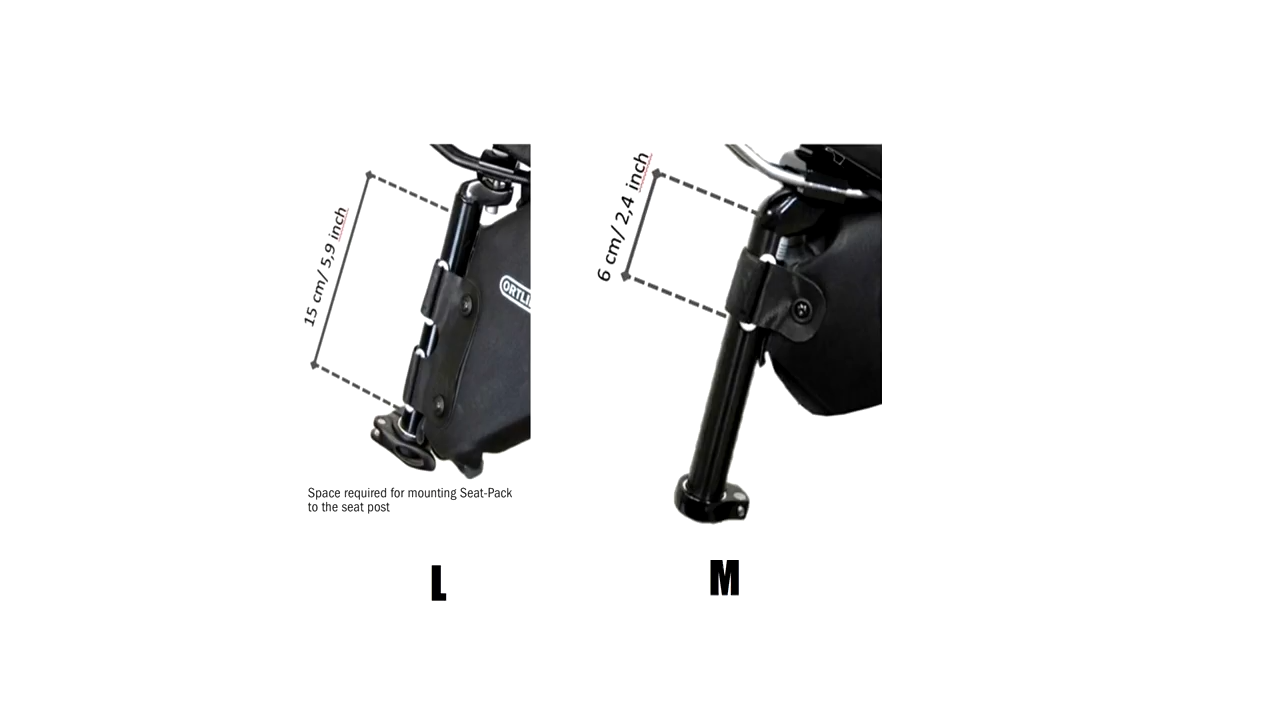 15 cm/ 5,9 inch
6 cm/ 2,4 inch
Space required for mounting Seat-Pack
to the seat post
L
M